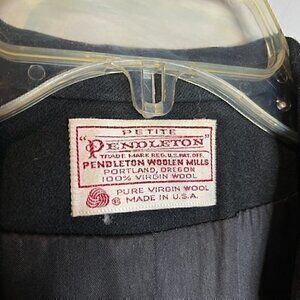 PETITE
"PENDLETON"
TRADE MARK REG. U.S. PAT. OFF.
PENDLETON WOOLEN MILLS
PORTLAND, OREGON
100% VIRGIN WOOL
PURE VIRGIN WOOL
® MADE IN U.S.A.